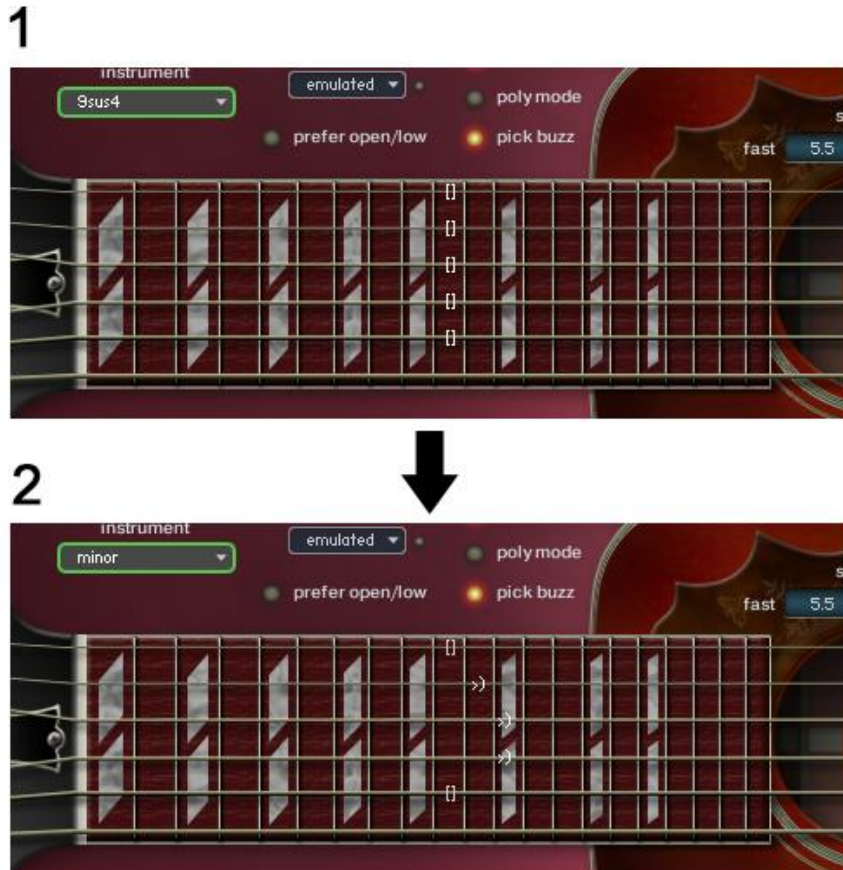 1
instrument
9sus4
emulated
poly mode
prefer open/low
pick buzz
s
fast
5.5
[]
[]
[]
[]
[]
2
instrument
minor
emulated
poly mode
prefer open/low
pick buzz
s
fast
5.5
[]
>)
>)
>)
[]